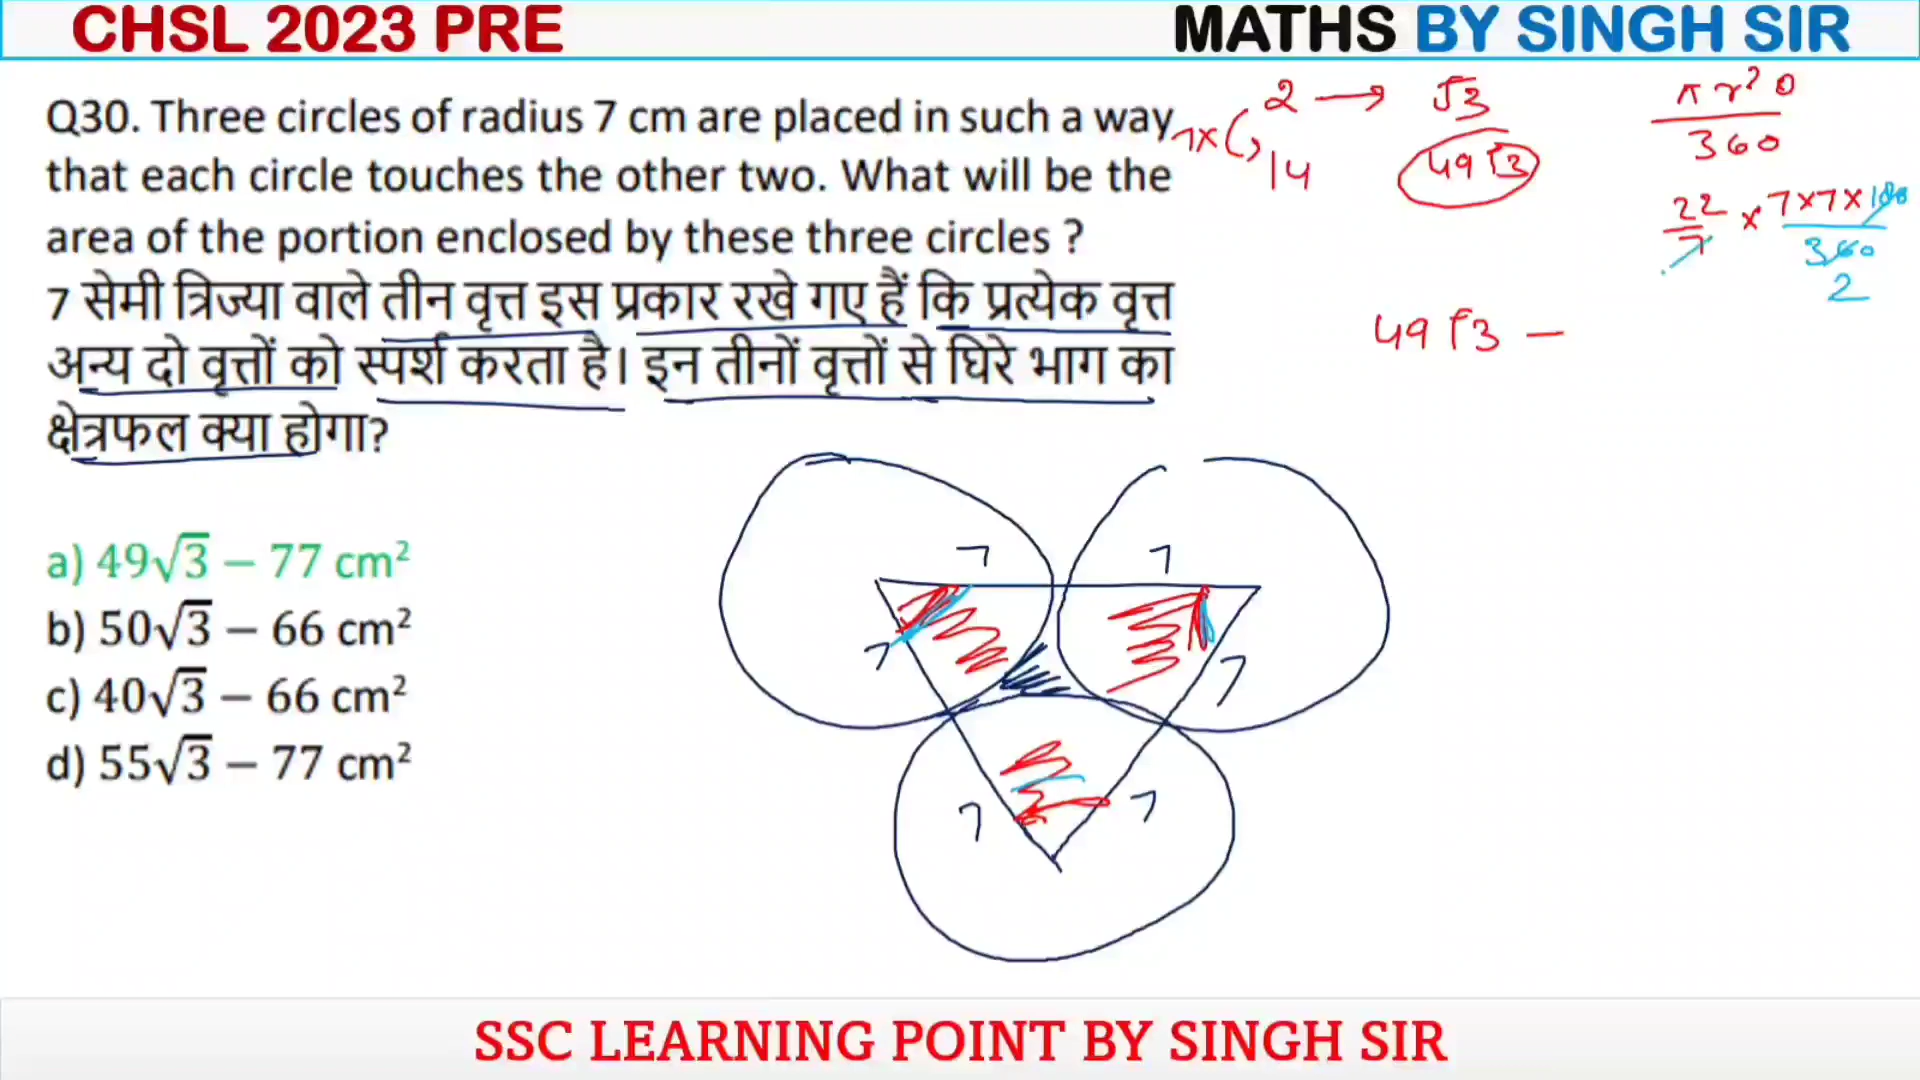 CHSL 2023 PRE
MATHS BY SINGH SIR
Q30. Three circles of radius 7 cm are placed in such a way
that each circle touches the other two. What will be the
area of the portion enclosed by these three circles ?
7 सेमी त्रिज्या वाले तीन वृत्त इस प्रकार रखे गए हैं कि प्रत्येक वृत्त
अन्य दो वृत्तों को स्पर्श करता है। इन तीनों वृत्तों से घिरे भाग का
क्षेत्रफल क्या होगा?
a) 49√3 – 77 cm²
b) 50√3 – 66 cm²
c) 40√3 – 66 cm²
d) 55√3 – 77 cm²
2 → √3
7×
14
49√3
πr²θ
360
22 × 7×7×180
7 360
2
49√3 –
7 7
7 7
7 7
SSC LEARNING POINT BY SINGH SIR